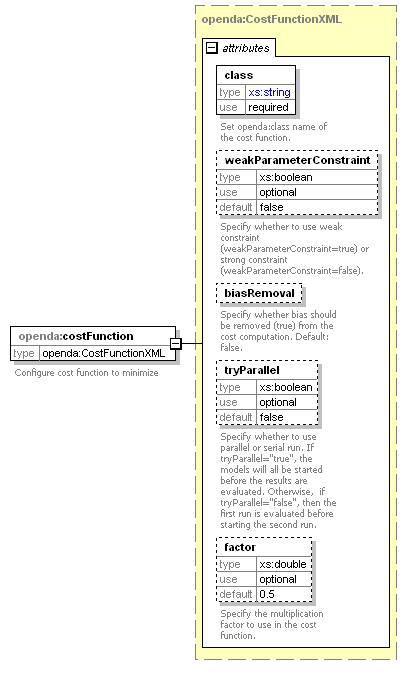 openda:CostFunctionXML
attributes
class
type xs:string
use required
Set openda:class name of
the cost function.
weakParameterConstraint
type xs:boolean
use optional
default false
Specify whether to use weak
constraint
(weakParameterConstraint=true) or
strong constraint
(weakParameterConstraint=false).
biasRemoval
Specify whether bias should
be removed (true) from the
cost computation. Default:
false.
openda:costFunction
type openda:CostFunctionXML
Configure cost function to minimize
tryParallel
type xs:boolean
use optional
default false
Specify whether to use
parallel or serial run. If
tryParallel="true", the
models will all be started
before the results are
evaluated. Otherwise, if
tryParallel="false", then the
first run is evaluated before
starting the second run.
factor
type xs:double
use optional
default 0.5
Specify the multiplication
factor to use in the cost
function.